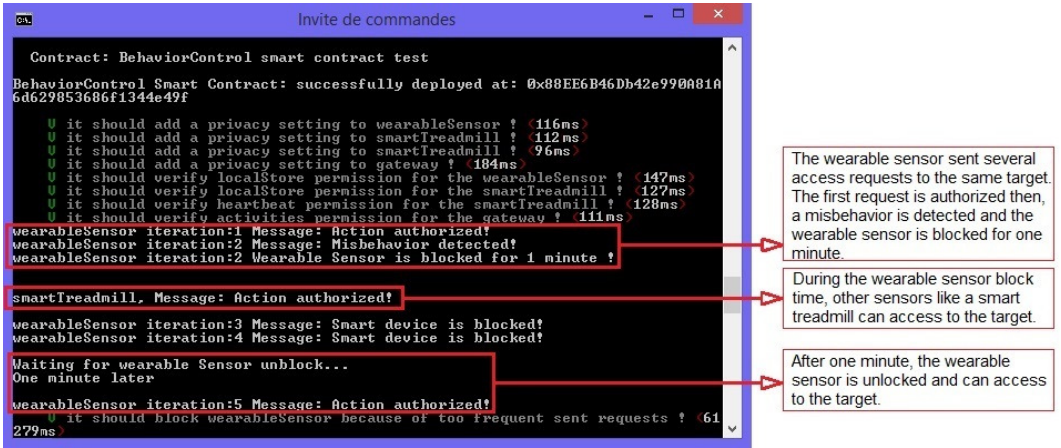 Invite de commandes
Contract: BehaviorControl smart contract test
BehaviorControl Smart Contract: successfully deployed at: 0x88EE6B46Db42e990A81A
6d629853686f1344e49f
V it should add a privacy setting to wearableSensor ! (116ms)
V it should add a privacy setting to smartTreadmill ! (112ms)
V it should add a privacy setting to smartTreadmill ! (96ms)
V it should add a privacy setting to gateway ! (184ms)
V it should verify localStore permission for the wearableSensor ! (147ms)
V it should verify localStore permission for the smartTreadmill ! (127ms)
V it should verify heartbeat permission for the smartTreadmill ! (128ms)
V it should verify activities permission for the gateway ! (111ms)
wearableSensor iteration:1 Message: Action authorized!
wearableSensor iteration:2 Message: Misbehavior detected!
wearableSensor iteration:2 Wearable Sensor is blocked for 1 minute !
smartTreadmill, Message: Action authorized!
wearableSensor iteration:3 Message: Smart device is blocked!
wearableSensor iteration:4 Message: Smart device is blocked!
Waiting for wearable Sensor unblock...
One minute later
wearableSensor iteration:5 Message: Action authorized!
V it should block wearableSensor because of too frequent sent requests ! (61
279ms)
The wearable sensor sent several
access requests to the same target.
The first request is authorized then,
a misbehavior is detected and the
wearable sensor is blocked for one
minute.
During the wearable sensor block
time, other sensors like a smart
treadmill can access to the target.
After one minute, the wearable
sensor is unlocked and can access
to the target.